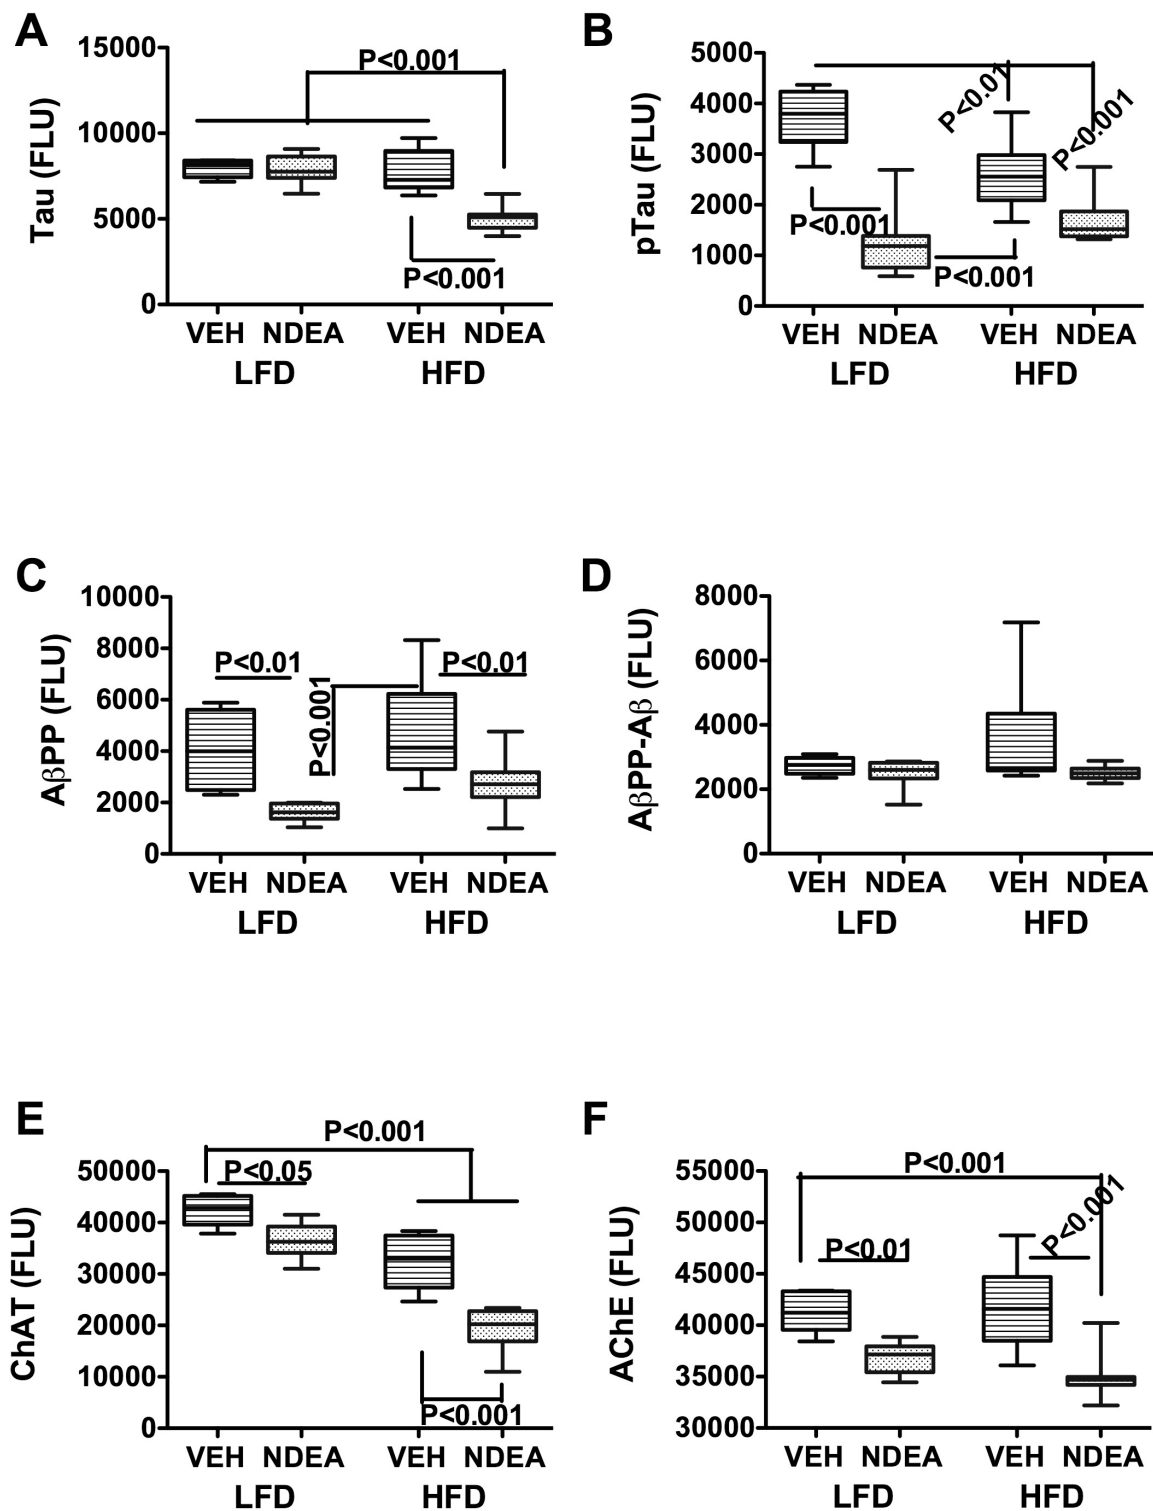 A
Tau (FLU)
15000
10000
5000
0
P<0.001
P<0.001
VEH NDEA VEH NDEA
LFD HFD
B
pTau (FLU)
5000
4000
3000
2000
1000
0
P<0.01
P<0.001
P<0.001
P<0.001
VEH NDEA VEH NDEA
LFD HFD
C
AβPP (FLU)
10000
8000
6000
4000
2000
0
P<0.01
P<0.001
P<0.01
VEH NDEA VEH NDEA
LFD HFD
D
AβPP-Aβ (FLU)
8000
6000
4000
2000
0
VEH NDEA VEH NDEA
LFD HFD
E
ChAT (FLU)
50000
40000
30000
20000
10000
0
P<0.001
P<0.05
P<0.001
VEH NDEA VEH NDEA
LFD HFD
F
AChE (FLU)
55000
50000
45000
40000
35000
30000
P<0.001
P<0.01
P<0.001
VEH NDEA VEH NDEA
LFD HFD